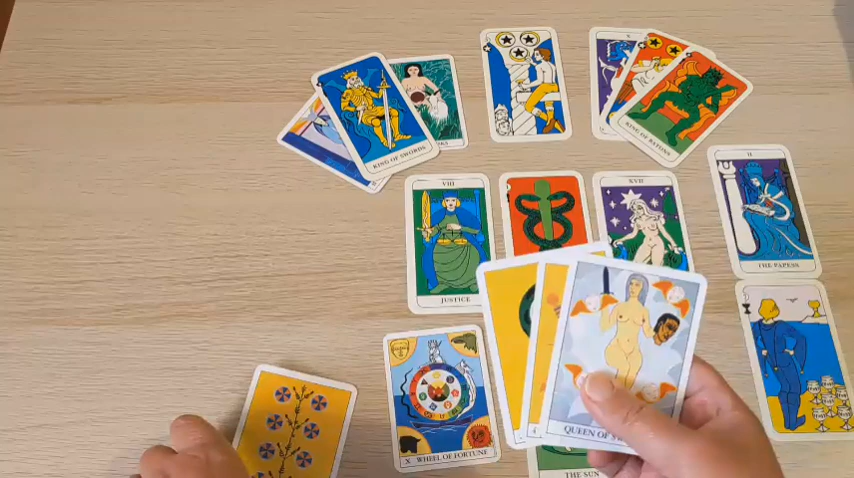 KING OF SWORDS
KING OF BATONS
VIII
XVII
II
JUSTICE
THE PAPESS
QUEEN OF
X WHEEL OF FORTUNE
THE SUN